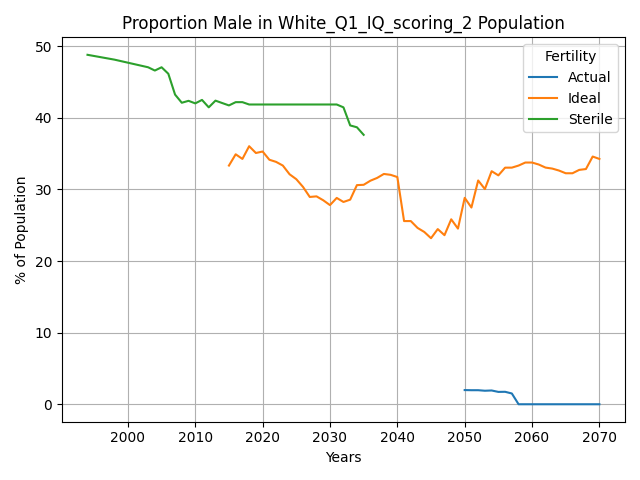 Proportion Male in White_Q1_IQ_scoring_2 Population
Fertility
Actual
Ideal
Sterile
% of Population
50
40
30
20
10
0
2000 2010 2020 2030 2040 2050 2060 2070
Years